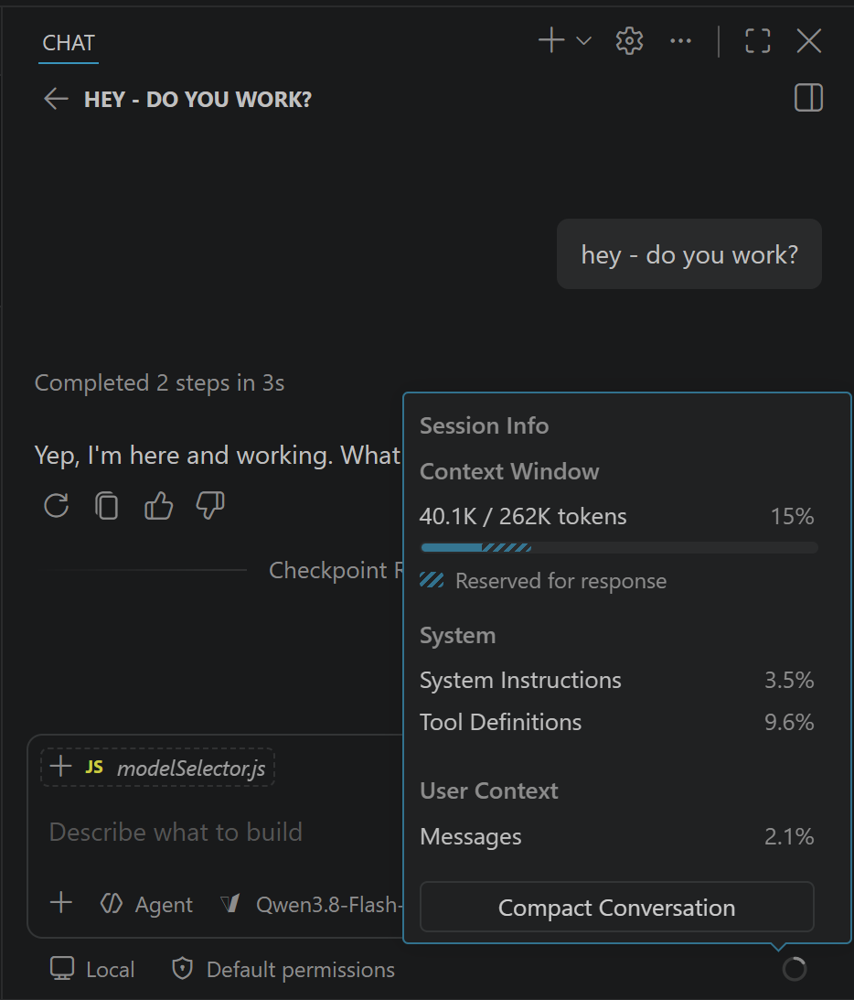 CHAT
HEY - DO YOU WORK?
hey - do you work?
Completed 2 steps in 3s
Yep, I'm here and working. What
Checkpoint R
Session Info
Context Window
40.1K / 262K tokens 15%
Reserved for response
System
System Instructions 3.5%
Tool Definitions 9.6%
User Context
Messages 2.1%
Compact Conversation
JS modelSelector.js
Describe what to build
Agent Qwen3.8-Flash-
Local Default permissions